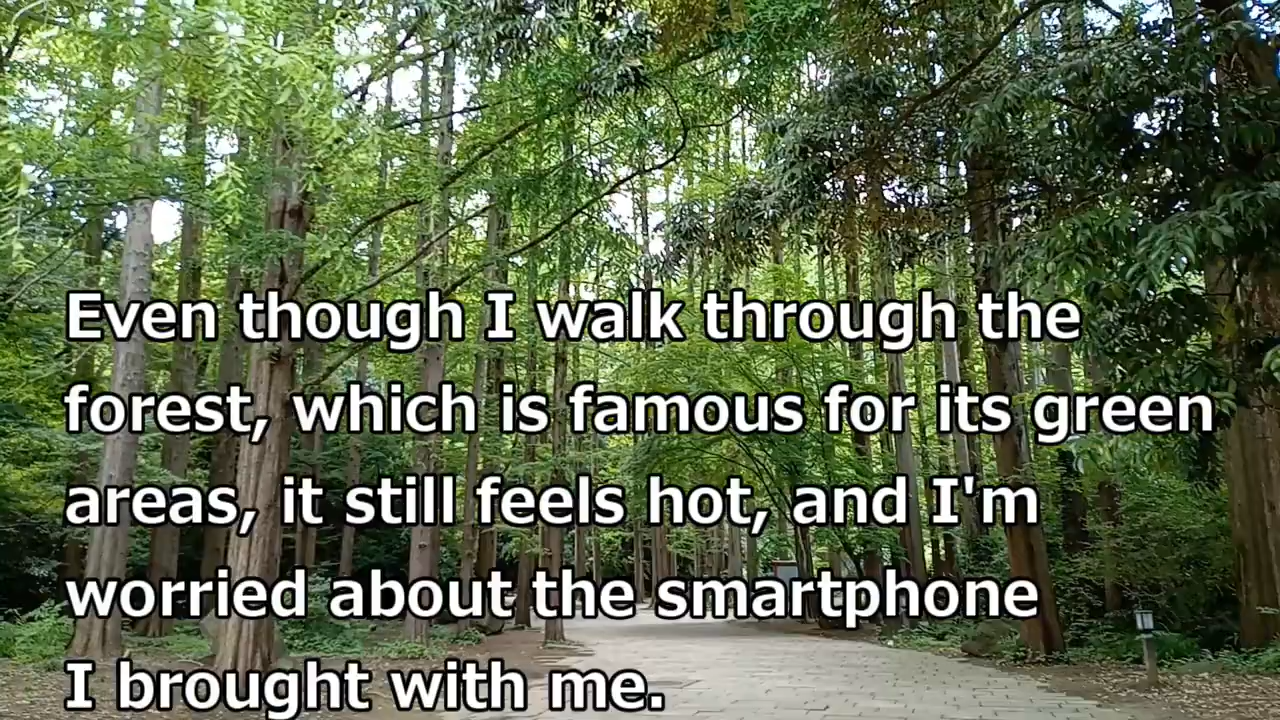 Even though I walk through the
forest, which is famous for its green
areas, it still feels hot, and I'm
worried about the smartphone
I brought with me.